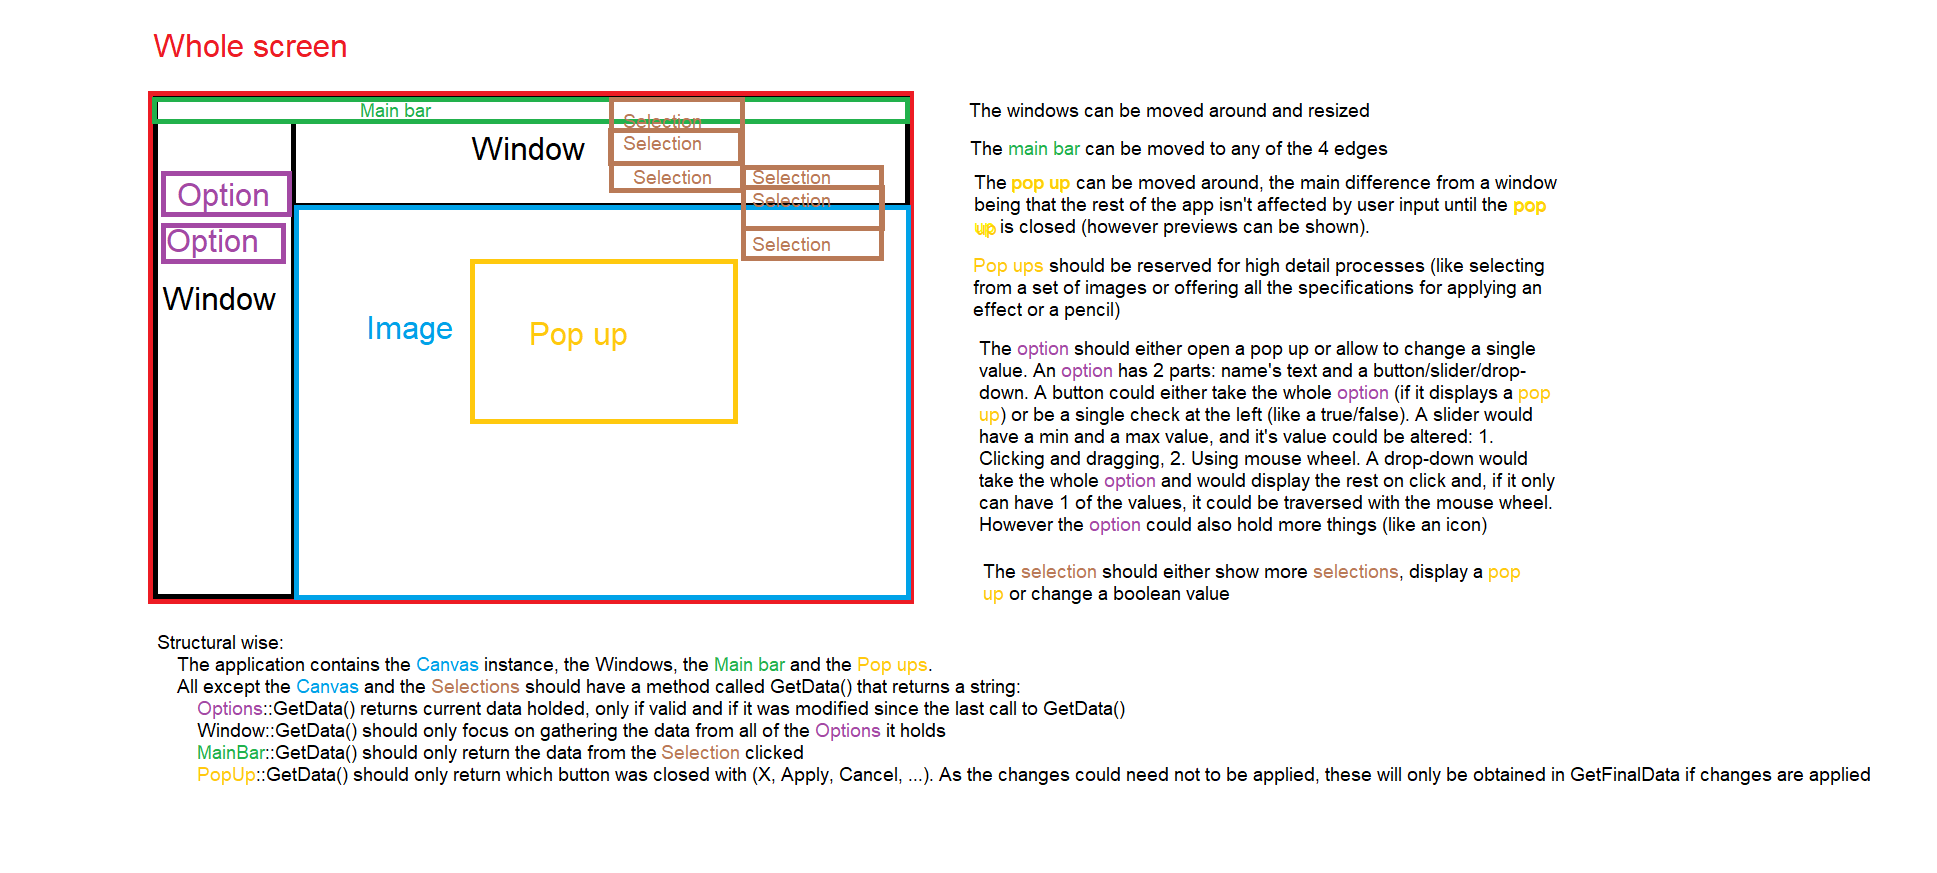 Whole screen
Main bar
Selection
Window
Selection
Selection
Selection
Option
Selection
Option
Selection
Window
Image
Pop up
The windows can be moved around and resized
The main bar can be moved to any of the 4 edges
The pop up can be moved around, the main difference from a window
being that the rest of the app isn't affected by user input until the pop
up is closed (however previews can be shown).
Pop ups should be reserved for high detail processes (like selecting
from a set of images or offering all the specifications for applying an
effect or a pencil)
The option should either open a pop up or allow to change a single
value. An option has 2 parts: name's text and a button/slider/drop-
down. A button could either take the whole option (if it displays a pop
up) or be a single check at the left (like a true/false). A slider would
have a min and a max value, and it's value could be altered: 1.
Clicking and dragging, 2. Using mouse wheel. A drop-down would
take the whole option and would display the rest on click and, if it only
can have 1 of the values, it could be traversed with the mouse wheel.
However the option could also hold more things (like an icon)
The selection should either show more selections, display a pop
up or change a boolean value
Structural wise:
The application contains the Canvas instance, the Windows, the Main bar and the Pop ups.
All except the Canvas and the Selections should have a method called GetData() that returns a string:
Options::GetData() returns current data holded, only if valid and if it was modified since the last call to GetData()
Window::GetData() should only focus on gathering the data from all of the Options it holds
MainBar::GetData() should only return the data from the Selection clicked
PopUp::GetData() should only return which button was closed with (X, Apply, Cancel, ...). As the changes could need not to be applied, these will only be obtained in GetFinalData if changes are applied